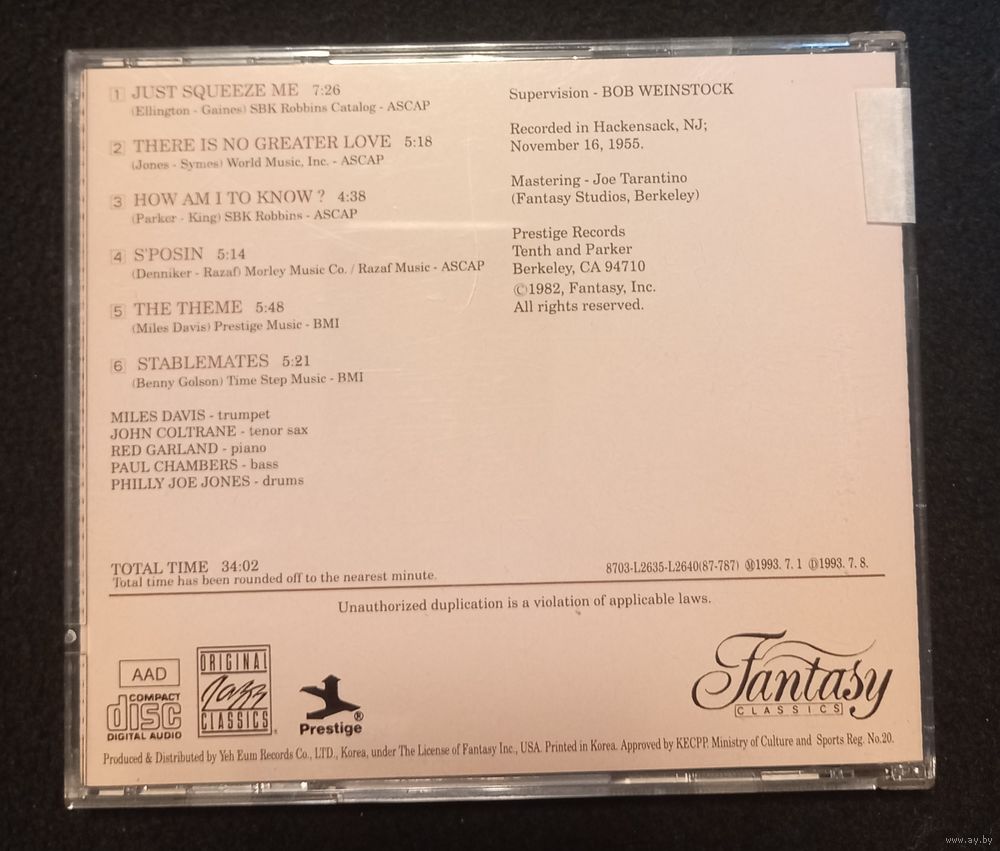 1 JUST SQUEEZE ME 7:26
(Ellington - Gaines) SBK Robbins Catalog - ASCAP
2 THERE IS NO GREATER LOVE 5:18
(Jones - Symes) World Music, Inc. - ASCAP
3 HOW AM I TO KNOW ? 4:38
(Parker - King) SBK Robbins - ASCAP
4 S'POSIN 5:14
(Denniker - Razaf) Morley Music Co. / Razaf Music - ASCAP
5 THE THEME 5:48
(Miles Davis) Prestige Music - BMI
6 STABLEMATES 5:21
(Benny Golson) Time Step Music - BMI
MILES DAVIS - trumpet
JOHN COLTRANE - tenor sax
RED GARLAND - piano
PAUL CHAMBERS - bass
PHILLY JOE JONES - drums
Supervision - BOB WEINSTOCK
Recorded in Hackensack, NJ;
November 16, 1955.
Mastering - Joe Tarantino
(Fantasy Studios, Berkeley)
Prestige Records
Tenth and Parker
Berkeley, CA 94710
©1982, Fantasy, Inc.
All rights reserved.
TOTAL TIME 34:02
Total time has been rounded off to the nearest minute.
8703-L2635-L2640(87-787) Ⓜ1993. 7. 1 Ⓓ1993. 7. 8.
Unauthorized duplication is a violation of applicable laws.
AAD
COMPACT
disc
DIGITAL AUDIO
ORIGINAL
Jazz
CLASSICS
Prestige®
Fantasy
CLASSICS
Produced & Distributed by Yeh Eum Records Co., LTD., Korea, under The License of Fantasy Inc., USA. Printed in Korea. Approved by KECPP. Ministry of Culture and Sports Reg. No.20.
www.ay.by